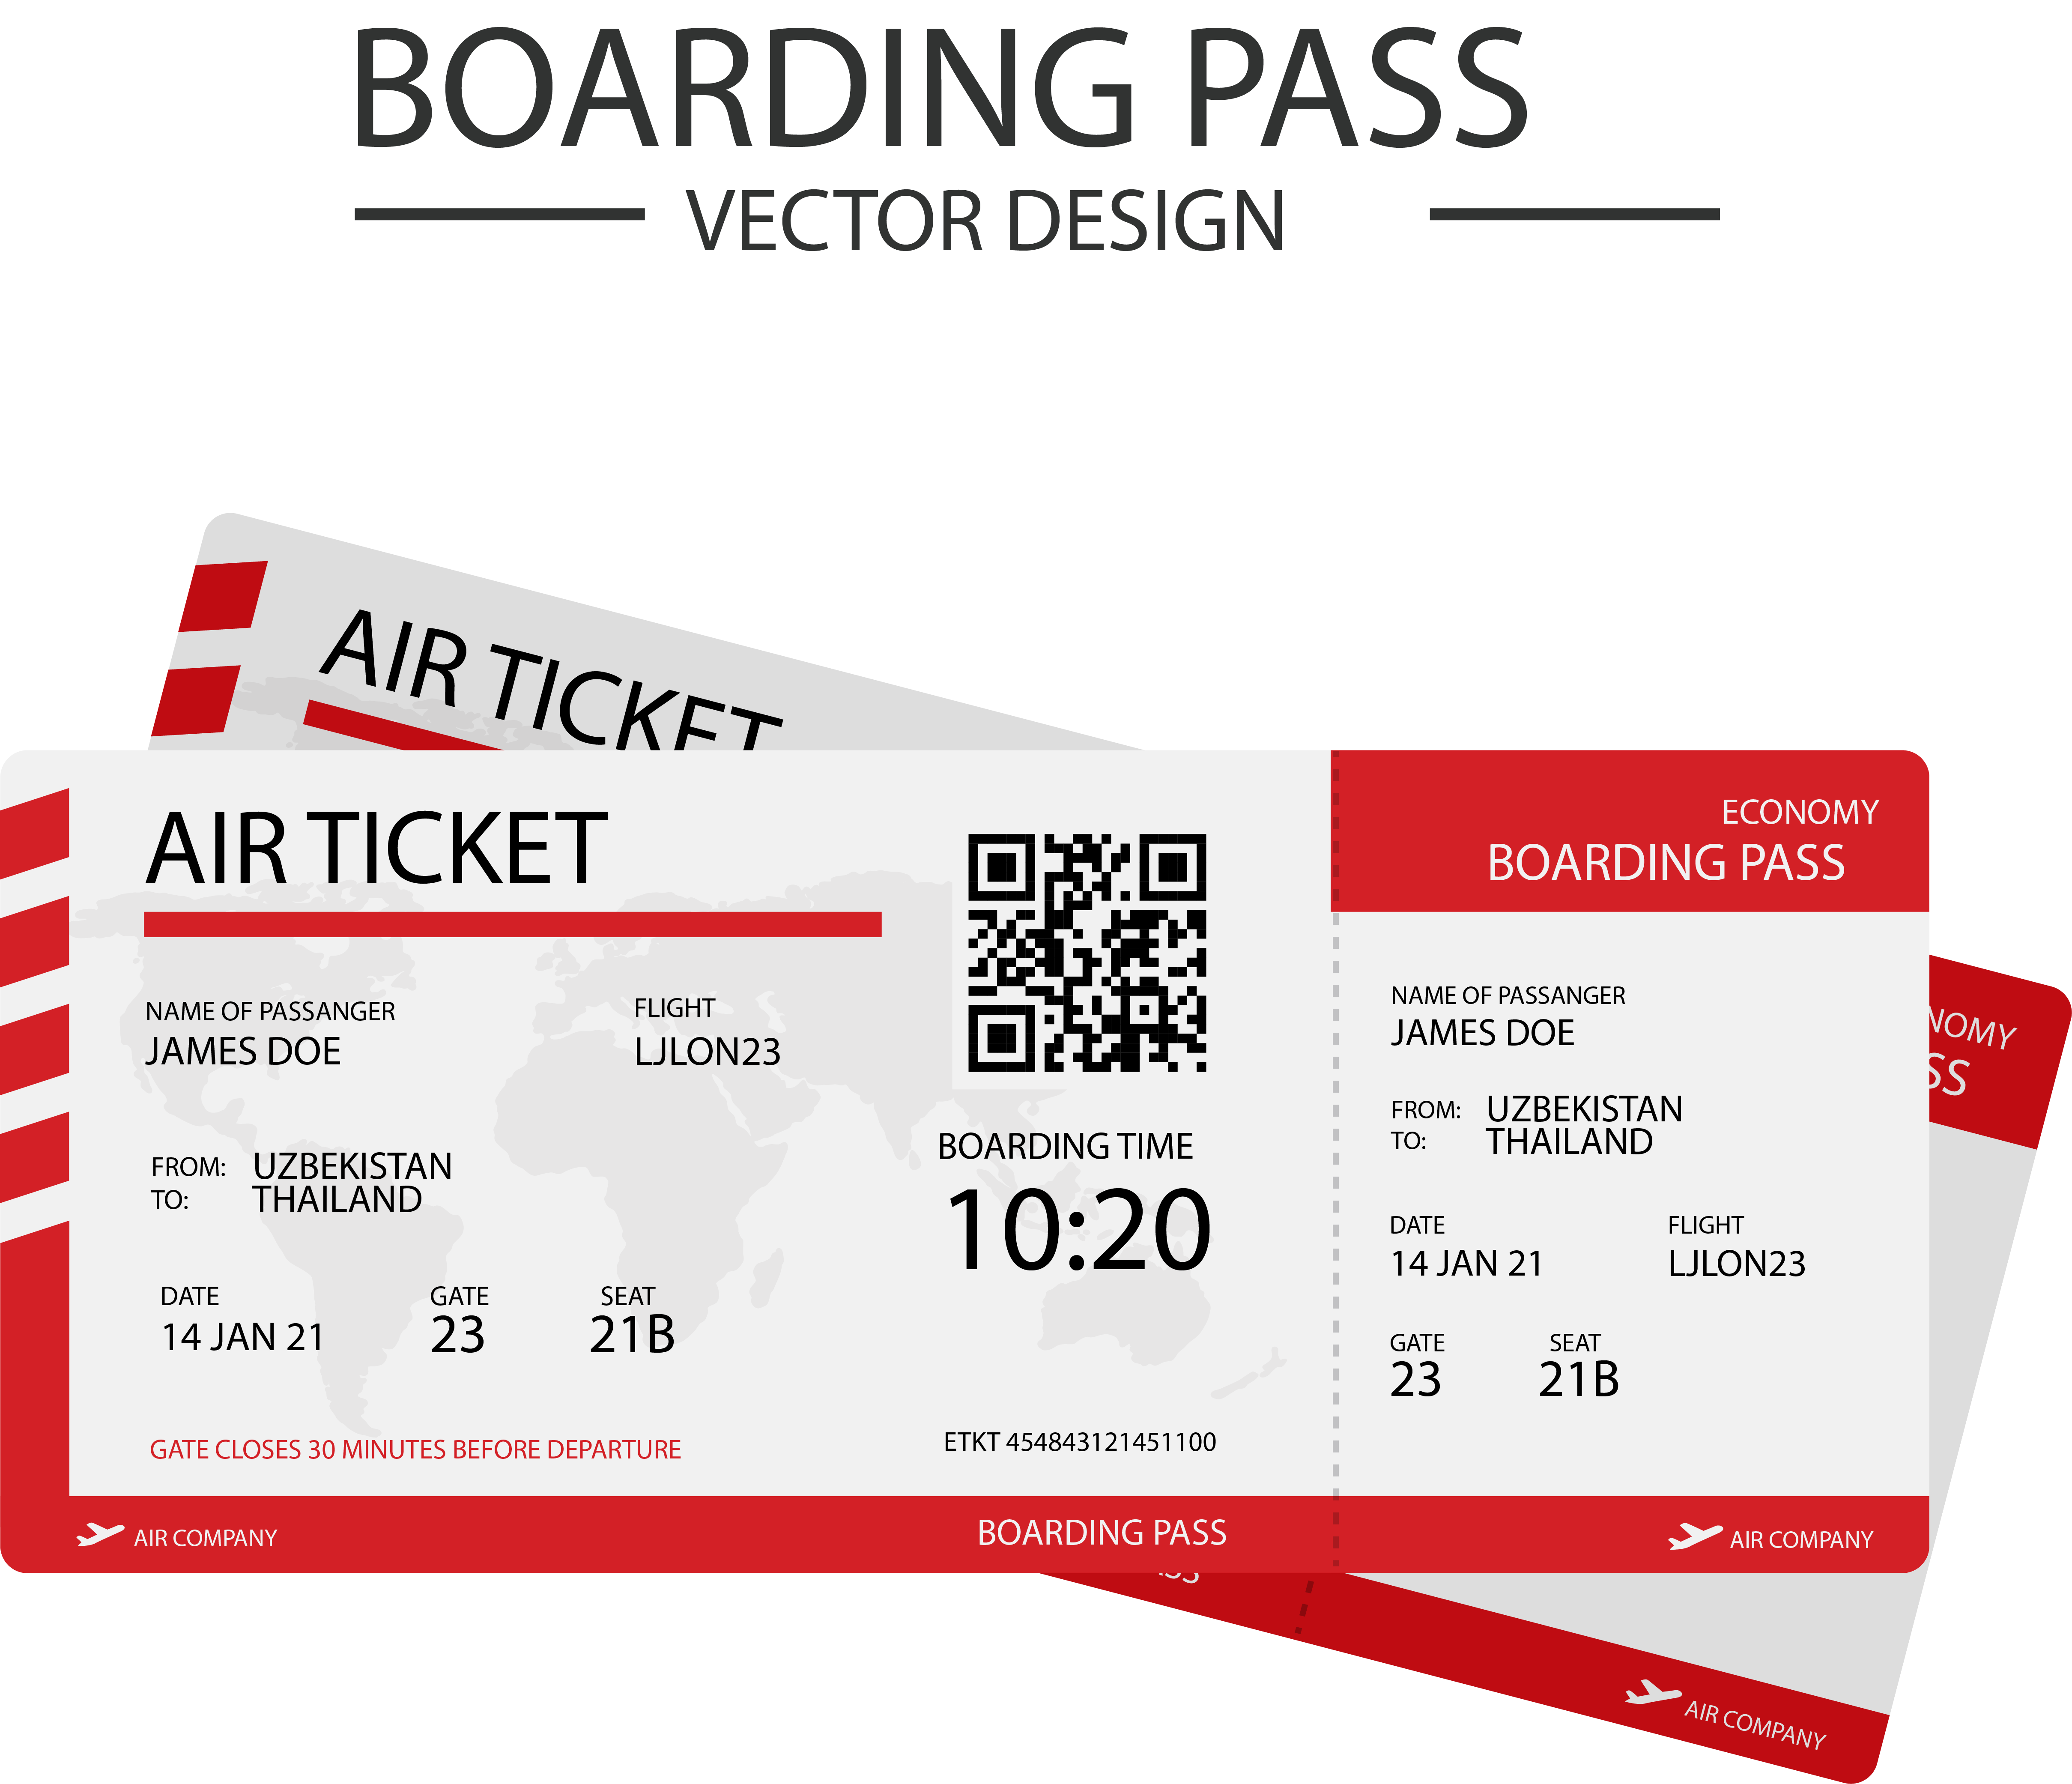 BOARDING PASS
VECTOR DESIGN
AIR TICKET
AIR TICKET
NAME OF PASSANGER
JAMES DOE
FLIGHT
LJLON23
FROM: UZBEKISTAN
TO: THAILAND
DATE
14 JAN 21
GATE
23
SEAT
21B
GATE CLOSES 30 MINUTES BEFORE DEPARTURE
BOARDING TIME
10:20
ETKT 454843121451100
AIR COMPANY
BOARDING PASS
ECONOMY
BOARDING PASS
NAME OF PASSANGER
JAMES DOE
FROM: UZBEKISTAN
TO: THAILAND
DATE
14 JAN 21
FLIGHT
LJLON23
GATE
23
SEAT
21B
AIR COMPANY
AIR COMPANY